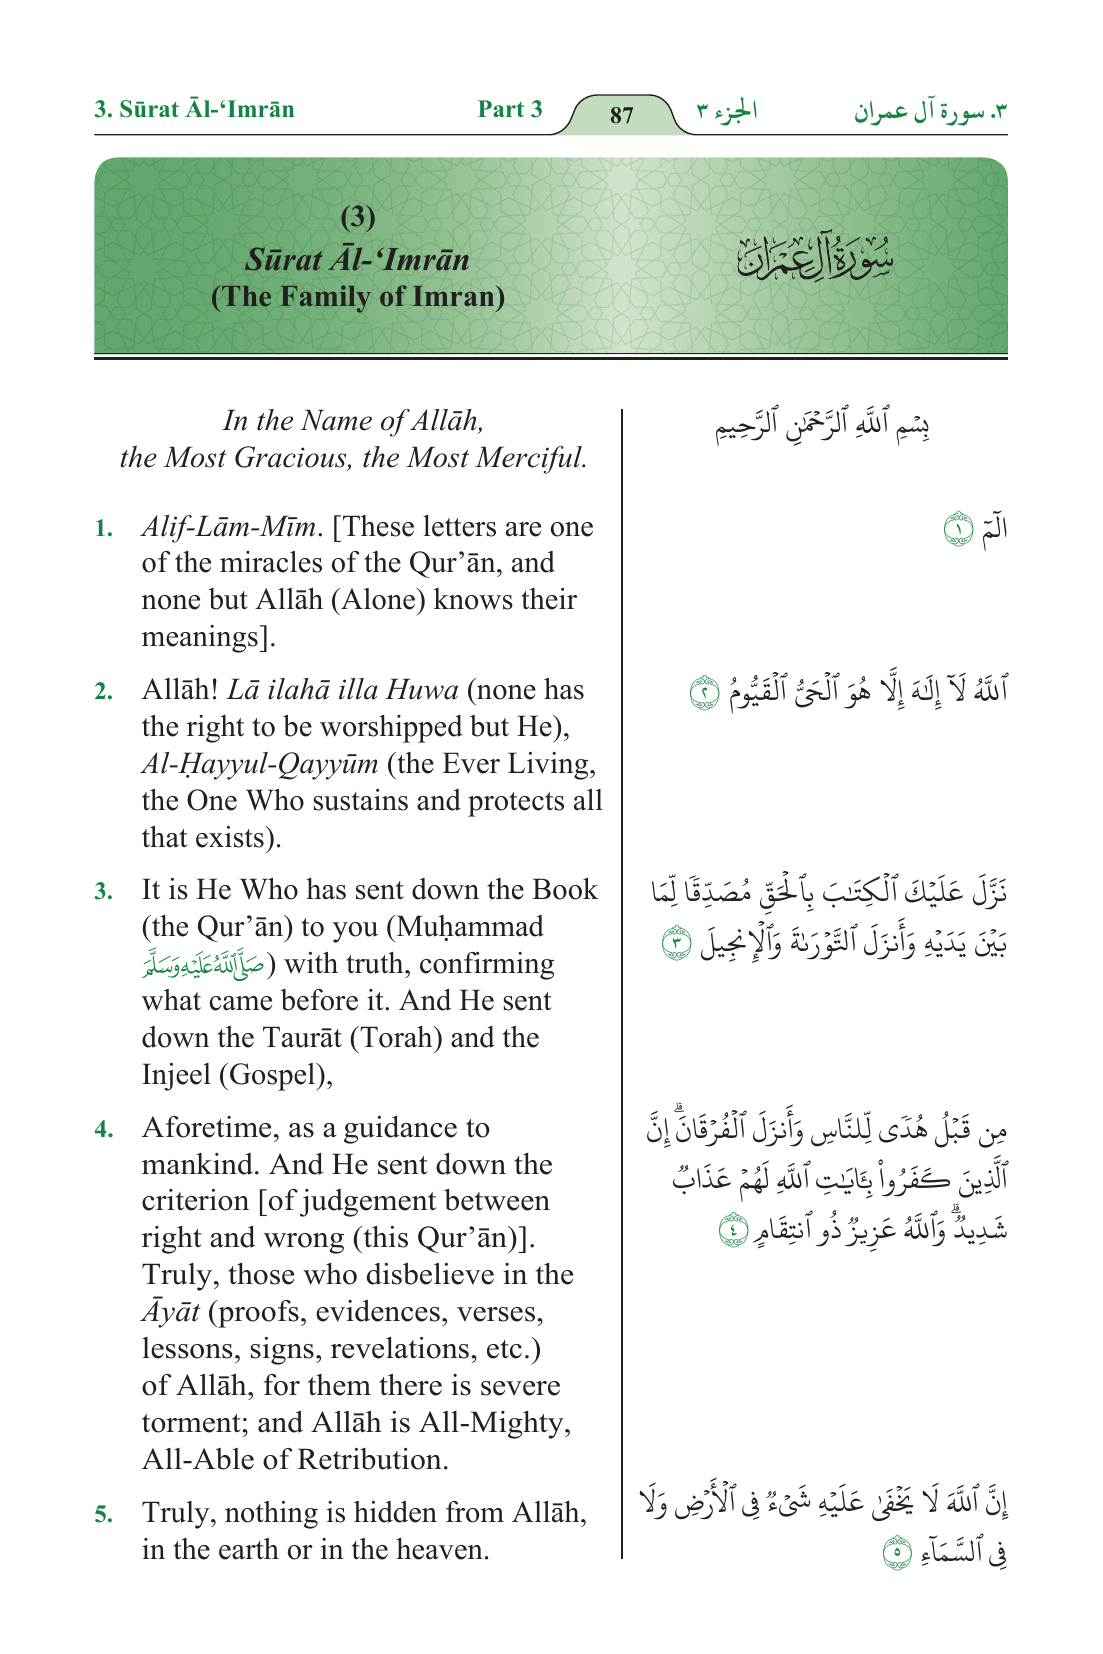 3. Sūrat Āl-‘Imrān
Part 3
87
الجزء ٣
٣. سورة آل عمران
(3)
Sūrat Āl-‘Imrān
(The Family of Imran)
سُورَةُ آلِ عِمْرَانَ
In the Name of Allāh,
the Most Gracious, the Most Merciful.
1. Alif-Lām-Mīm. [These letters are one
of the miracles of the Qur’ān, and
none but Allāh (Alone) knows their
meanings].
2. Allāh! Lā ilahā illa Huwa (none has
the right to be worshipped but He),
Al-Ḥayyul-Qayyūm (the Ever Living,
the One Who sustains and protects all
that exists).
3. It is He Who has sent down the Book
(the Qur’ān) to you (Muḥammad
صَلَّى اللَّهُ عَلَيْهِ وَسَلَّمَ) with truth, confirming
what came before it. And He sent
down the Taurāt (Torah) and the
Injeel (Gospel),
4. Aforetime, as a guidance to
mankind. And He sent down the
criterion [of judgement between
right and wrong (this Qur’ān)].
Truly, those who disbelieve in the
Āyāt (proofs, evidences, verses,
lessons, signs, revelations, etc.)
of Allāh, for them there is severe
torment; and Allāh is All-Mighty,
All-Able of Retribution.
5. Truly, nothing is hidden from Allāh,
in the earth or in the heaven.
بِسْمِ ٱللَّهِ ٱلرَّحْمَٰنِ ٱلرَّحِيمِ
الٓمٓ ١
ٱللَّهُ لَآ إِلَٰهَ إِلَّا هُوَ ٱلْحَىُّ ٱلْقَيُّومُ ٢
نَزَّلَ عَلَيْكَ ٱلْكِتَٰبَ بِٱلْحَقِّ مُصَدِّقًا لِّمَا
بَيْنَ يَدَيْهِ وَأَنزَلَ ٱلتَّوْرَىٰةَ وَٱلْإِنجِيلَ ٣
مِن قَبْلُ هُدًى لِّلنَّاسِ وَأَنزَلَ ٱلْفُرْقَانَ ۗ إِنَّ
ٱلَّذِينَ كَفَرُوا۟ بِـَٔايَٰتِ ٱللَّهِ لَهُمْ عَذَابٌ
شَدِيدٌ ۗ وَٱللَّهُ عَزِيزٌ ذُو ٱنتِقَامٍ ٤
إِنَّ ٱللَّهَ لَا يَخْفَىٰ عَلَيْهِ شَىْءٌ فِى ٱلْأَرْضِ وَلَا
فِى ٱلسَّمَآءِ ٥